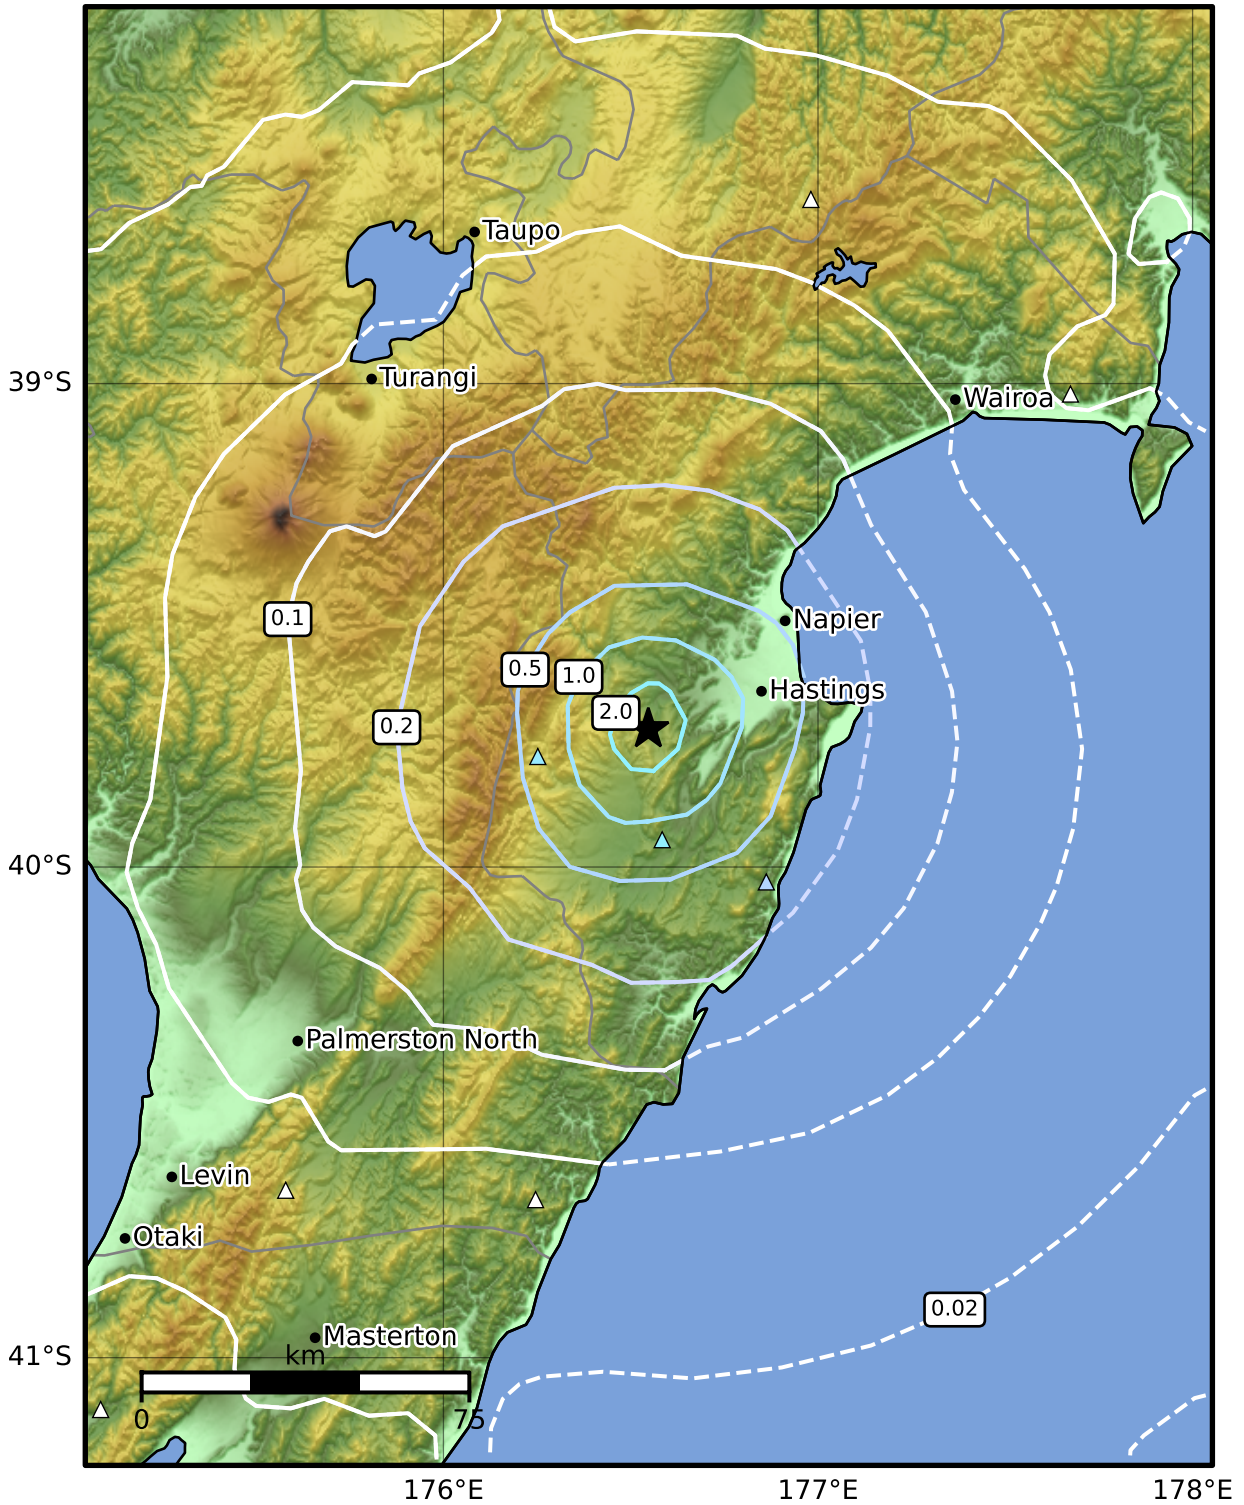 Taupo
Turangi
39°S
Wairoa
0.1
Napier
0.5
1.0
Hastings
2.0
0.2
40°S
Palmerston North
Levin
Otaki
0.02
Masterton
41°S
km
0 75
176°E 177°E 178°E